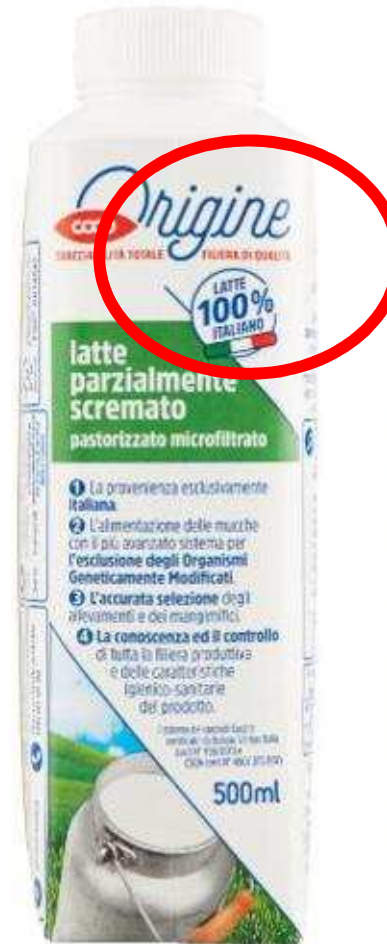 Origine
coop
TRACCIABILITÀ TOTALE FILIERA DI QUALITÀ
LATTE
100%
ITALIANO
latte
parzialmente
scremato
pastorizzato microfiltrato
1 La provenienza esclusivamente
italiana.
2 L'alimentazione delle mucche
con il più avanzato sistema per
l'esclusione degli Organismi
Geneticamente Modificati.
3 L'accurata selezione degli
allevamenti e dei mangimifici.
4 La conoscenza ed il controllo
di tutta la filiera produttiva
e delle caratteristiche
igienico-sanitarie
del prodotto.
500ml